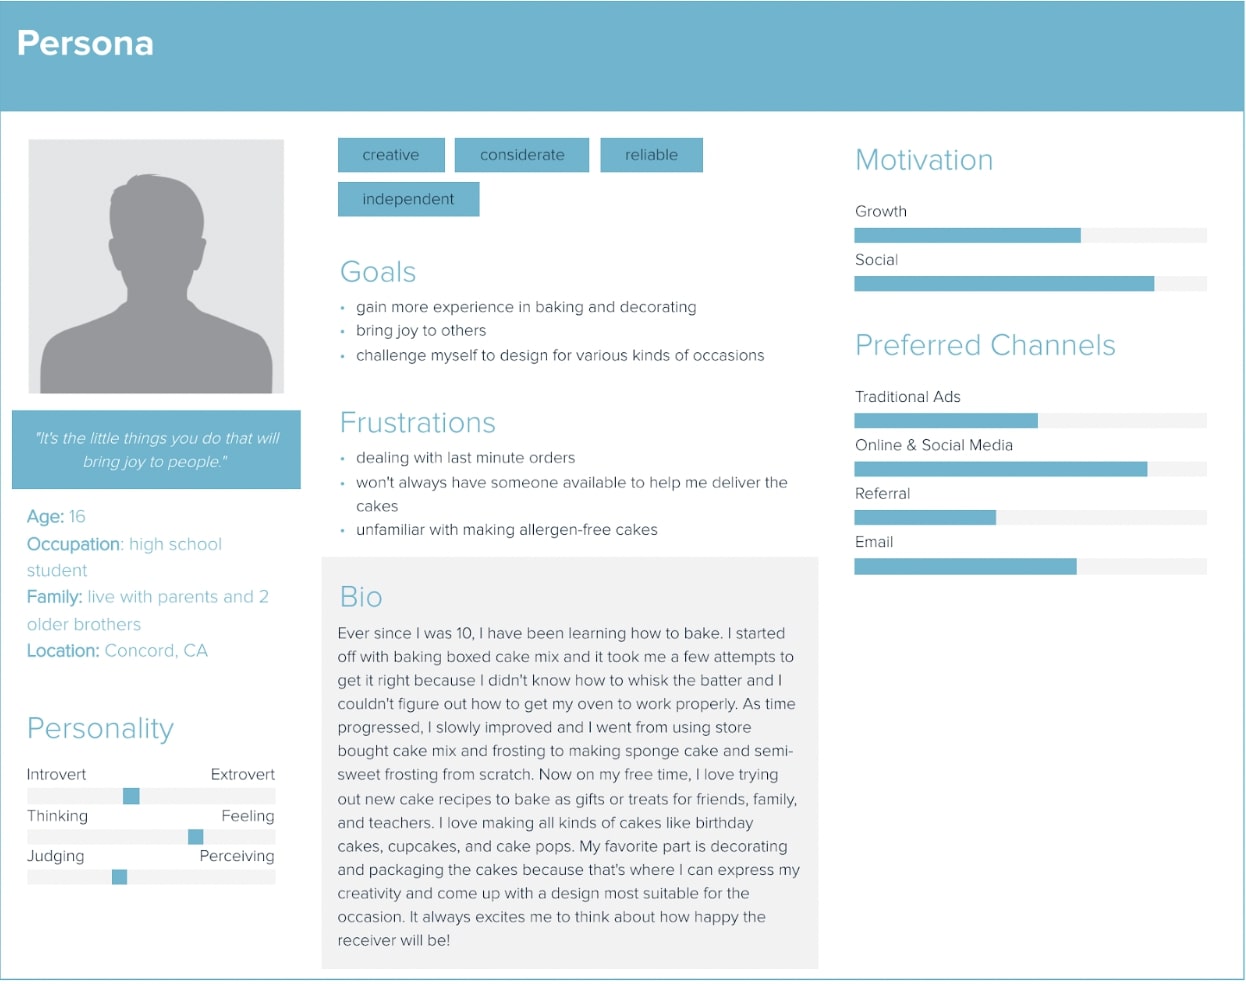 Persona
"It's the little things you do that will
bring joy to people."
Age: 16
Occupation: high school
student
Family: live with parents and 2
older brothers
Location: Concord, CA
Personality
Introvert Extrovert
Thinking Feeling
Judging Perceiving
creative considerate reliable
independent
Goals
• gain more experience in baking and decorating
• bring joy to others
• challenge myself to design for various kinds of occasions
Frustrations
• dealing with last minute orders
• won't always have someone available to help me deliver the
cakes
• unfamiliar with making allergen-free cakes
Bio
Ever since I was 10, I have been learning how to bake. I started
off with baking boxed cake mix and it took me a few attempts to
get it right because I didn't know how to whisk the batter and I
couldn't figure out how to get my oven to work properly. As time
progressed, I slowly improved and I went from using store
bought cake mix and frosting to making sponge cake and semi-
sweet frosting from scratch. Now on my free time, I love trying
out new cake recipes to bake as gifts or treats for friends, family,
and teachers. I love making all kinds of cakes like birthday
cakes, cupcakes, and cake pops. My favorite part is decorating
and packaging the cakes because that's where I can express my
creativity and come up with a design most suitable for the
occasion. It always excites me to think about how happy the
receiver will be!
Motivation
Growth
Social
Preferred Channels
Traditional Ads
Online & Social Media
Referral
Email